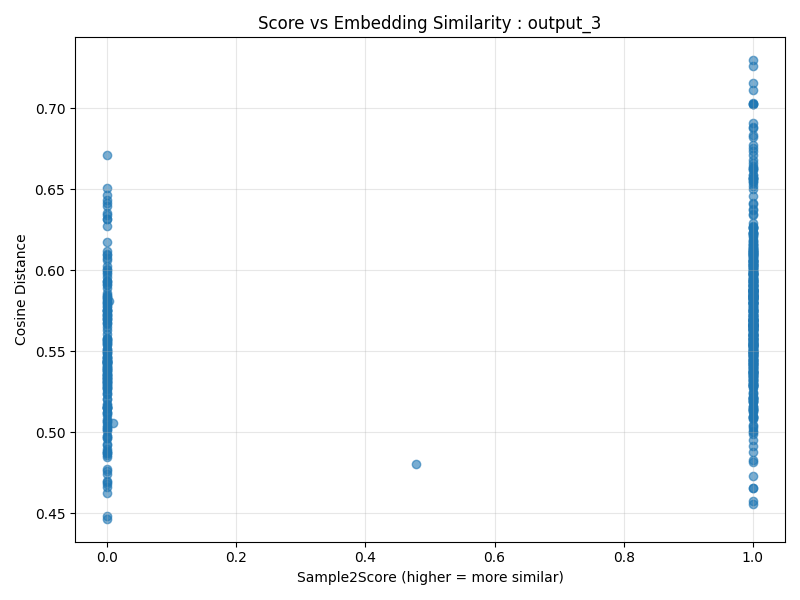 Score vs Embedding Similarity : output_3
Cosine Distance
0.70
0.65
0.60
0.55
0.50
0.45
0.0 0.2 0.4 0.6 0.8 1.0
Sample2Score (higher = more similar)